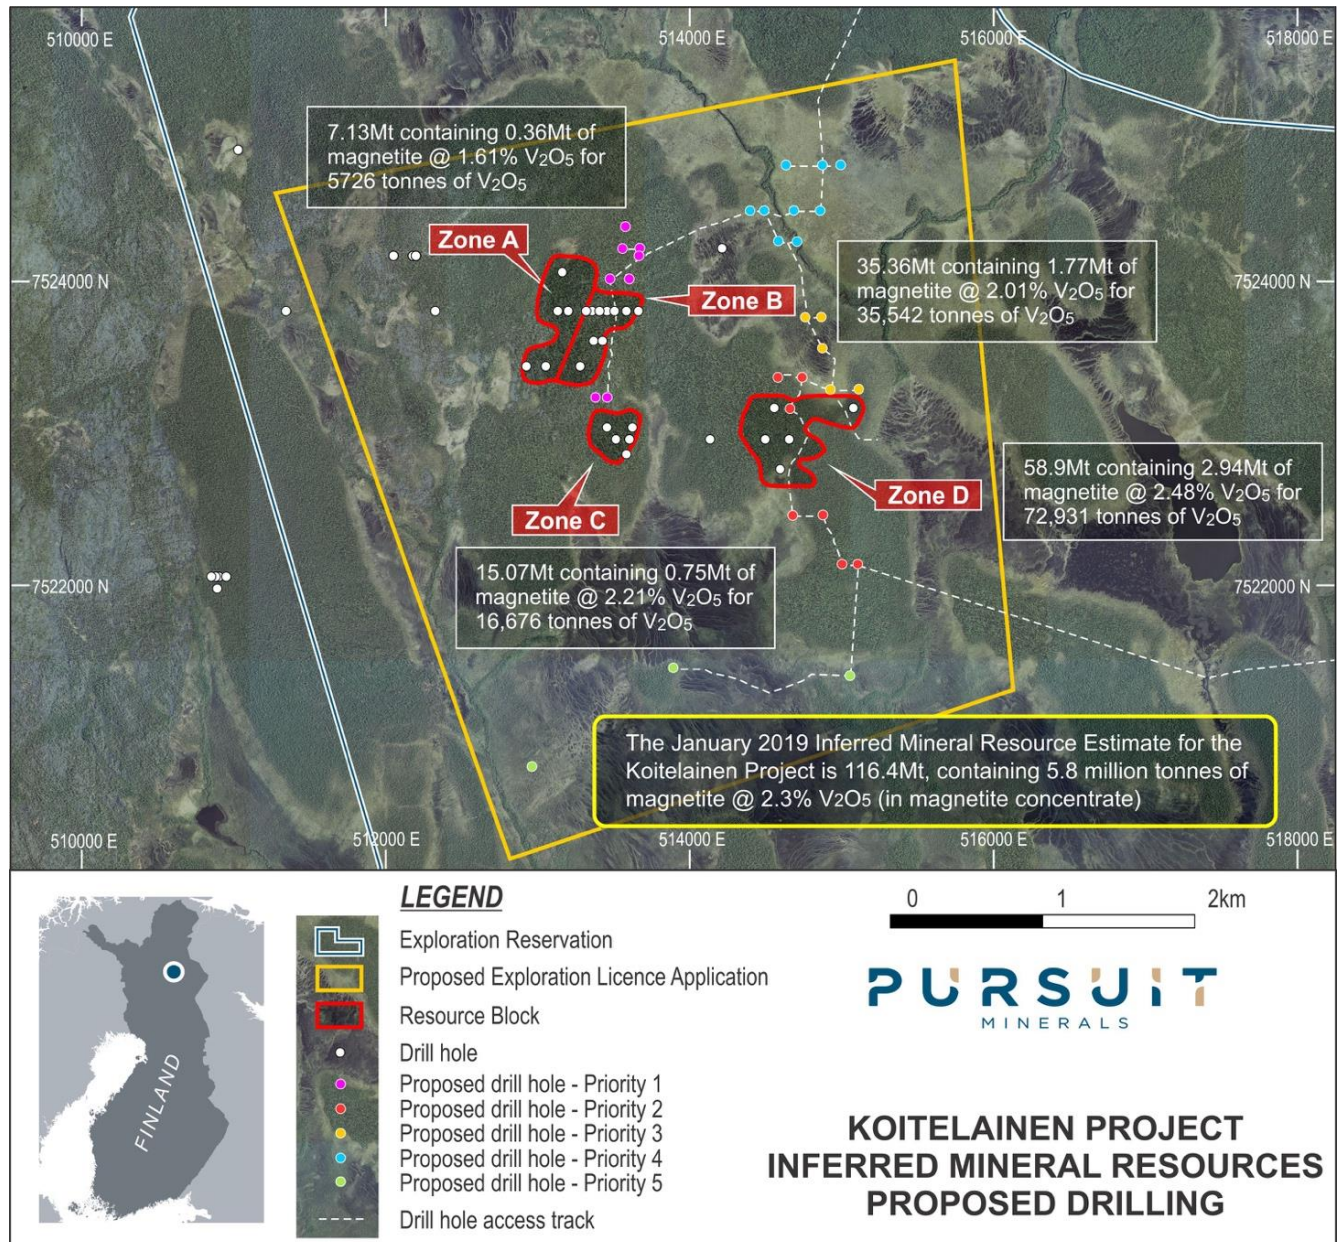 510000 E
514000 E
516000 E
518000 E
7.13Mt containing 0.36Mt of
magnetite @ 1.61% V₂O₅ for
5726 tonnes of V₂O₅
Zone A
7524000 N
Zone B
35.36Mt containing 1.77Mt of
magnetite @ 2.01% V₂O₅ for
35,542 tonnes of V₂O₅
7524000 N
58.9Mt containing 2.94Mt of
magnetite @ 2.48% V₂O₅ for
72,931 tonnes of V₂O₅
Zone D
Zone C
15.07Mt containing 0.75Mt of
magnetite @ 2.21% V₂O₅ for
16,676 tonnes of V₂O₅
7522000 N
7522000 N
The January 2019 Inferred Mineral Resource Estimate for the
Koitelainen Project is 116.4Mt, containing 5.8 million tonnes of
magnetite @ 2.3% V₂O₅ (in magnetite concentrate)
510000 E
512000 E
514000 E
516000 E
518000 E
FINLAND
LEGEND
Exploration Reservation
Proposed Exploration Licence Application
Resource Block
Drill hole
Proposed drill hole - Priority 1
Proposed drill hole - Priority 2
Proposed drill hole - Priority 3
Proposed drill hole - Priority 4
Proposed drill hole - Priority 5
Drill hole access track
0 1 2km
PURSUIT
MINERALS
KOITELAINEN PROJECT
INFERRED MINERAL RESOURCES
PROPOSED DRILLING